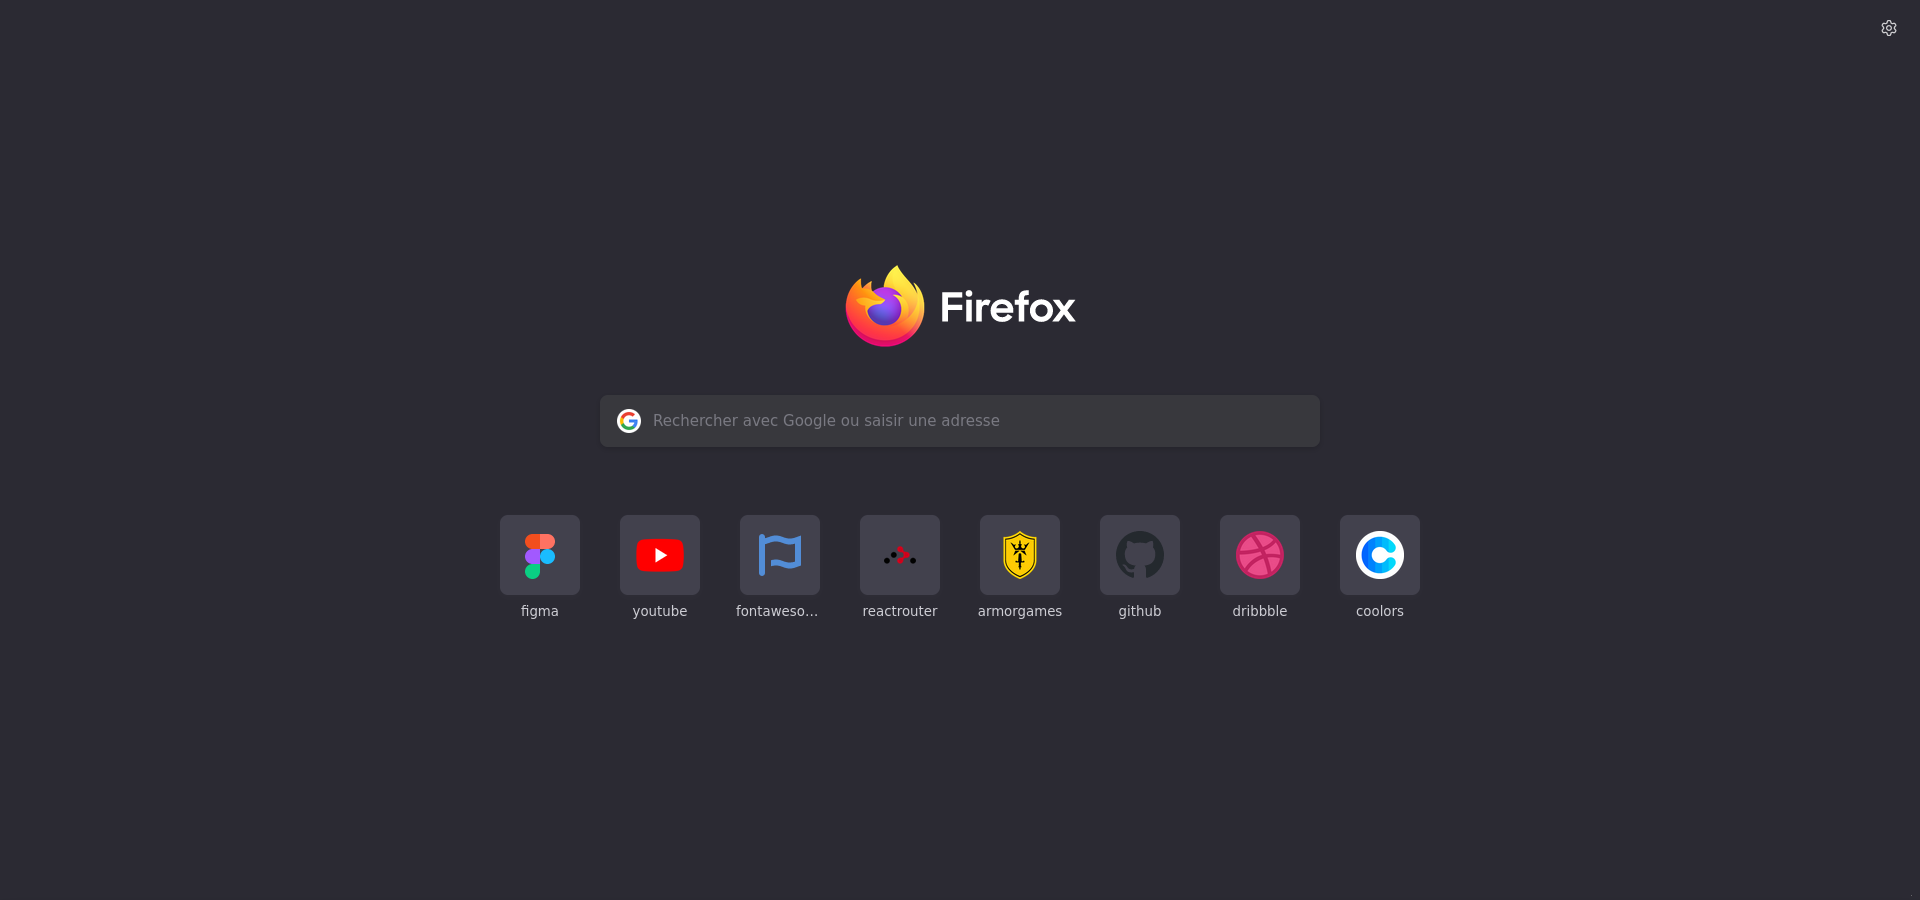 Firefox
Rechercher avec Google ou saisir une adresse
figma
youtube
fontaweso...
reactrouter
armorgames
github
dribbble
coolors